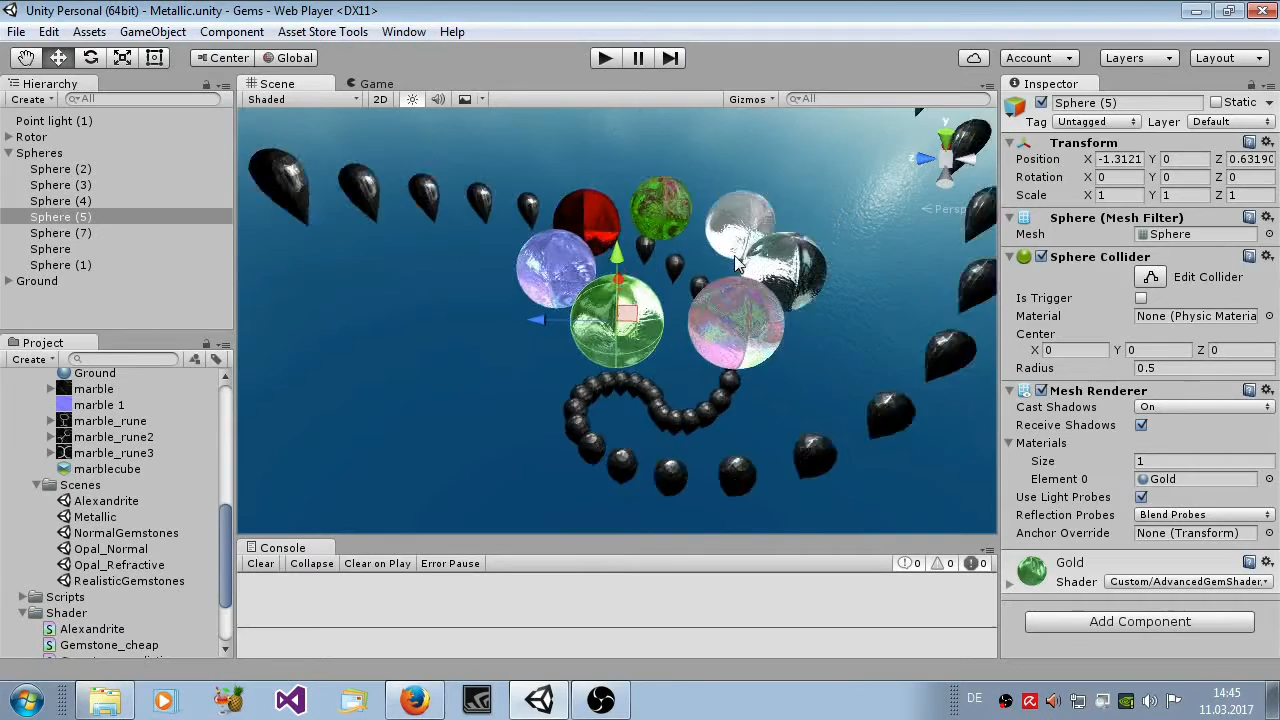 Unity Personal (64bit) - Metallic.unity - Gems - Web Player <DX11>
File Edit Assets GameObject Component Asset Store Tools Window Help
Center Global Account Layers Layout
Hierarchy
Create All
Point light (1)
Rotor
Spheres
Sphere (2)
Sphere (3)
Sphere (4)
Sphere (5)
Sphere (7)
Sphere
Sphere (1)
Ground
Project
Create
Ground
marble
marble 1
marble_rune
marble_rune2
marble_rune3
marblecube
Scenes
Alexandrite
Metallic
NormalGemstones
Opal_Normal
Opal_Refractive
RealisticGemstones
Scripts
Shader
Alexandrite
Gemstone_cheap
Scene Game
Shaded 2D Gizmos All
y
z
Persp
Console
Clear Collapse Clear on Play Error Pause 0 0 0
Inspector
Sphere (5) Static
Tag Untagged Layer Default
Transform
Position X -1.3121 Y 0 Z 0.6319
Rotation X 0 Y 0 Z 0
Scale X 1 Y 1 Z 1
Sphere (Mesh Filter)
Mesh Sphere
Sphere Collider
Edit Collider
Is Trigger
Material None (Physic Materia
Center
X 0 Y 0 Z 0
Radius 0.5
Mesh Renderer
Cast Shadows On
Receive Shadows
Materials
Size 1
Element 0 Gold
Use Light Probes
Reflection Probes Blend Probes
Anchor Override None (Transform)
Gold
Shader Custom/AdvancedGemShader.
Add Component
DE
14:45
11.03.2017